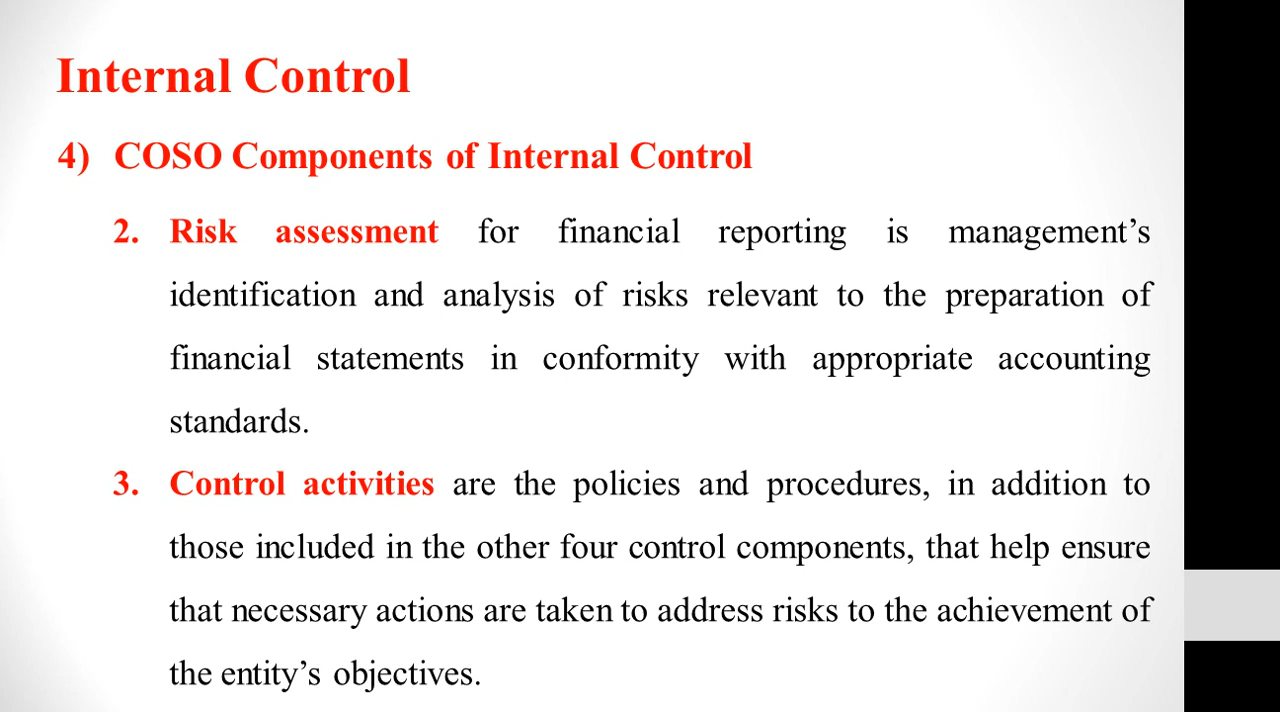 Internal Control
4) COSO Components of Internal Control
2. Risk assessment for financial reporting is management’s
identification and analysis of risks relevant to the preparation of
financial statements in conformity with appropriate accounting
standards.
3. Control activities are the policies and procedures, in addition to
those included in the other four control components, that help ensure
that necessary actions are taken to address risks to the achievement of
the entity’s objectives.